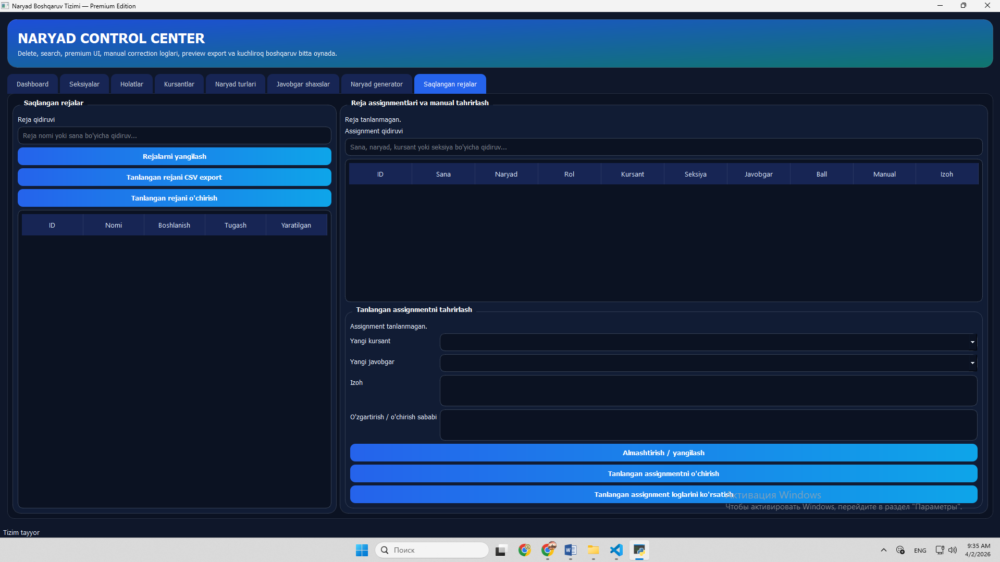 Naryad Boshqaruv Tizimi — Premium Edition
NARYAD CONTROL CENTER
Delete, search, premium UI, manual correction loglari, preview export va kuchliroq boshqaruv bitta oynada.
Dashboard Seksiyalar Holatlar Kursantlar Naryad turlari Javobgar shaxslar Naryad generator Saqlangan rejalar
Saqlangan rejalar
Reja qidiruvi
Reja nomi yoki sana bo'yicha qidiruv...
Rejalarni yangilash
Tanlangan rejani CSV export
Tanlangan rejani o'chirish
ID Nomi Boshlanish Tugash Yaratilgan
Reja assignmentlari va manual tahrirlash
Reja tanlanmagan.
Assignment qidiruvi
Sana, naryad, kursant yoki seksiya bo'yicha qidiruv...
ID Sana Naryad Rol Kursant Seksiya Javobgar Ball Manual Izoh
Tanlangan assignmentni tahrirlash
Assignment tanlanmagan.
Yangi kursant
Yangi javobgar
Izoh
O'zgartirish / o'chirish sababi
Almashtirish / yangilash
Tanlangan assignmentni o'chirish
Tanlangan assignment loglarini ko'rsatish
Активация Windows
Чтобы активировать Windows, перейдите в раздел "Параметры".
Tizim tayyor
Поиск
ENG
9:35 AM
4/2/2026